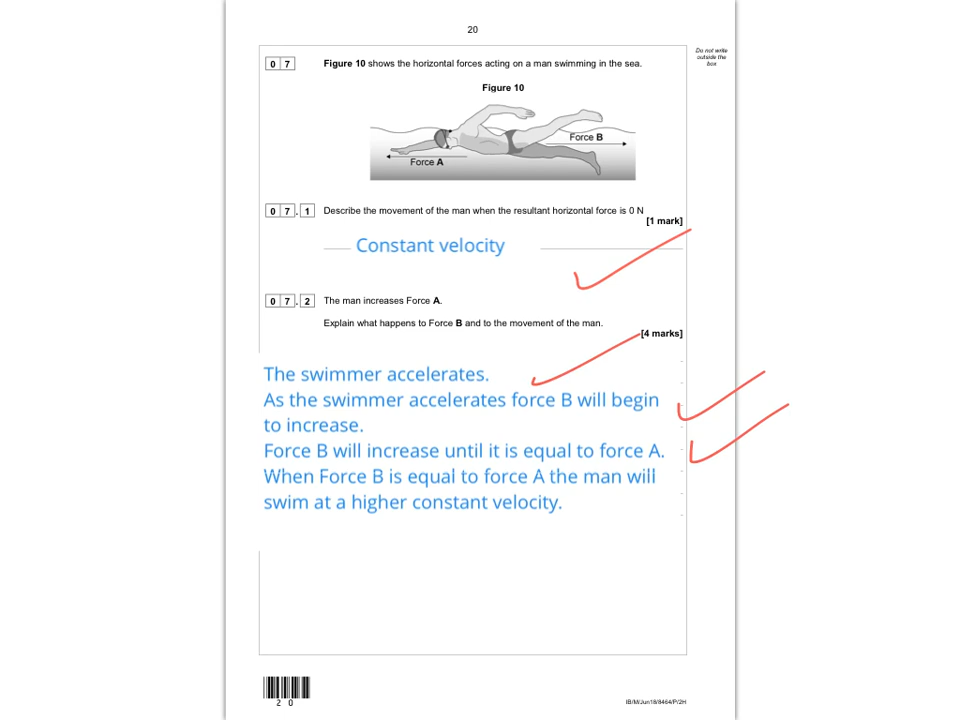 20
Do not write
outside the
box
0 7 Figure 10 shows the horizontal forces acting on a man swimming in the sea.
Figure 10
Force B
Force A
0 7 . 1 Describe the movement of the man when the resultant horizontal force is 0 N
[1 mark]
Constant velocity
0 7 . 2 The man increases Force A.
Explain what happens to Force B and to the movement of the man.
[4 marks]
The swimmer accelerates.
As the swimmer accelerates force B will begin
to increase.
Force B will increase until it is equal to force A.
When Force B is equal to force A the man will
swim at a higher constant velocity.
2 0
IB/M/Jun18/8464/P/2H